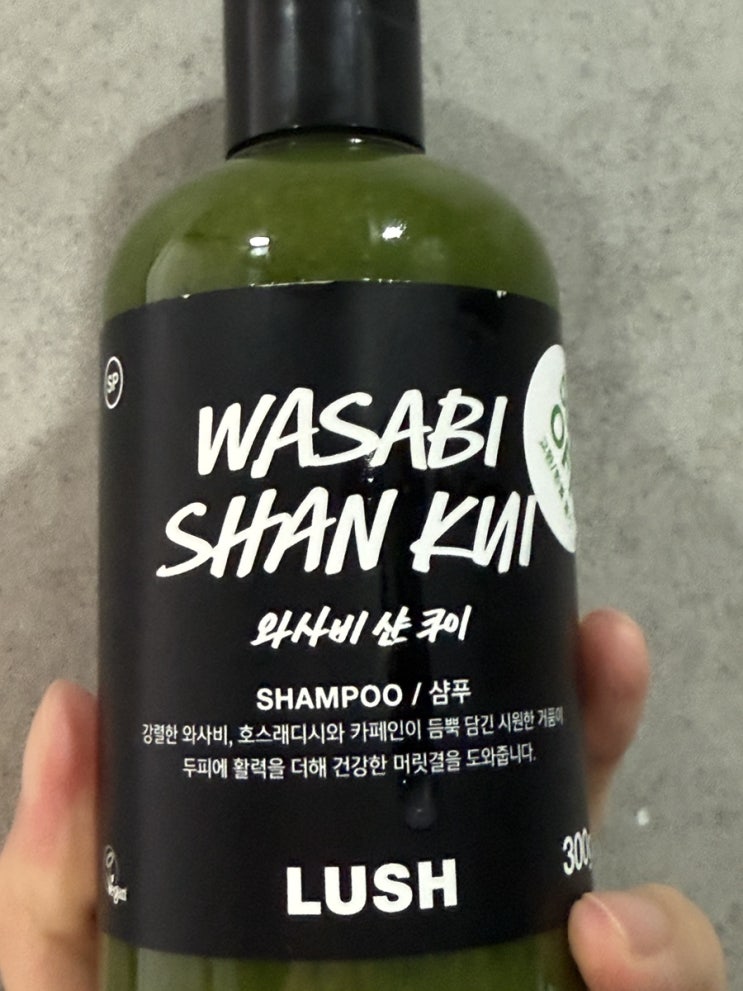 SP
WASABI
SHAN KUI
와사비 샨 쿠이
SHAMPOO / 샴푸
강렬한 와사비, 호스래디시와 카페인이 듬뿍 담긴 시원한 거품이
두피에 활력을 더해 건강한 머릿결을 도와줍니다.
300g
LUSH